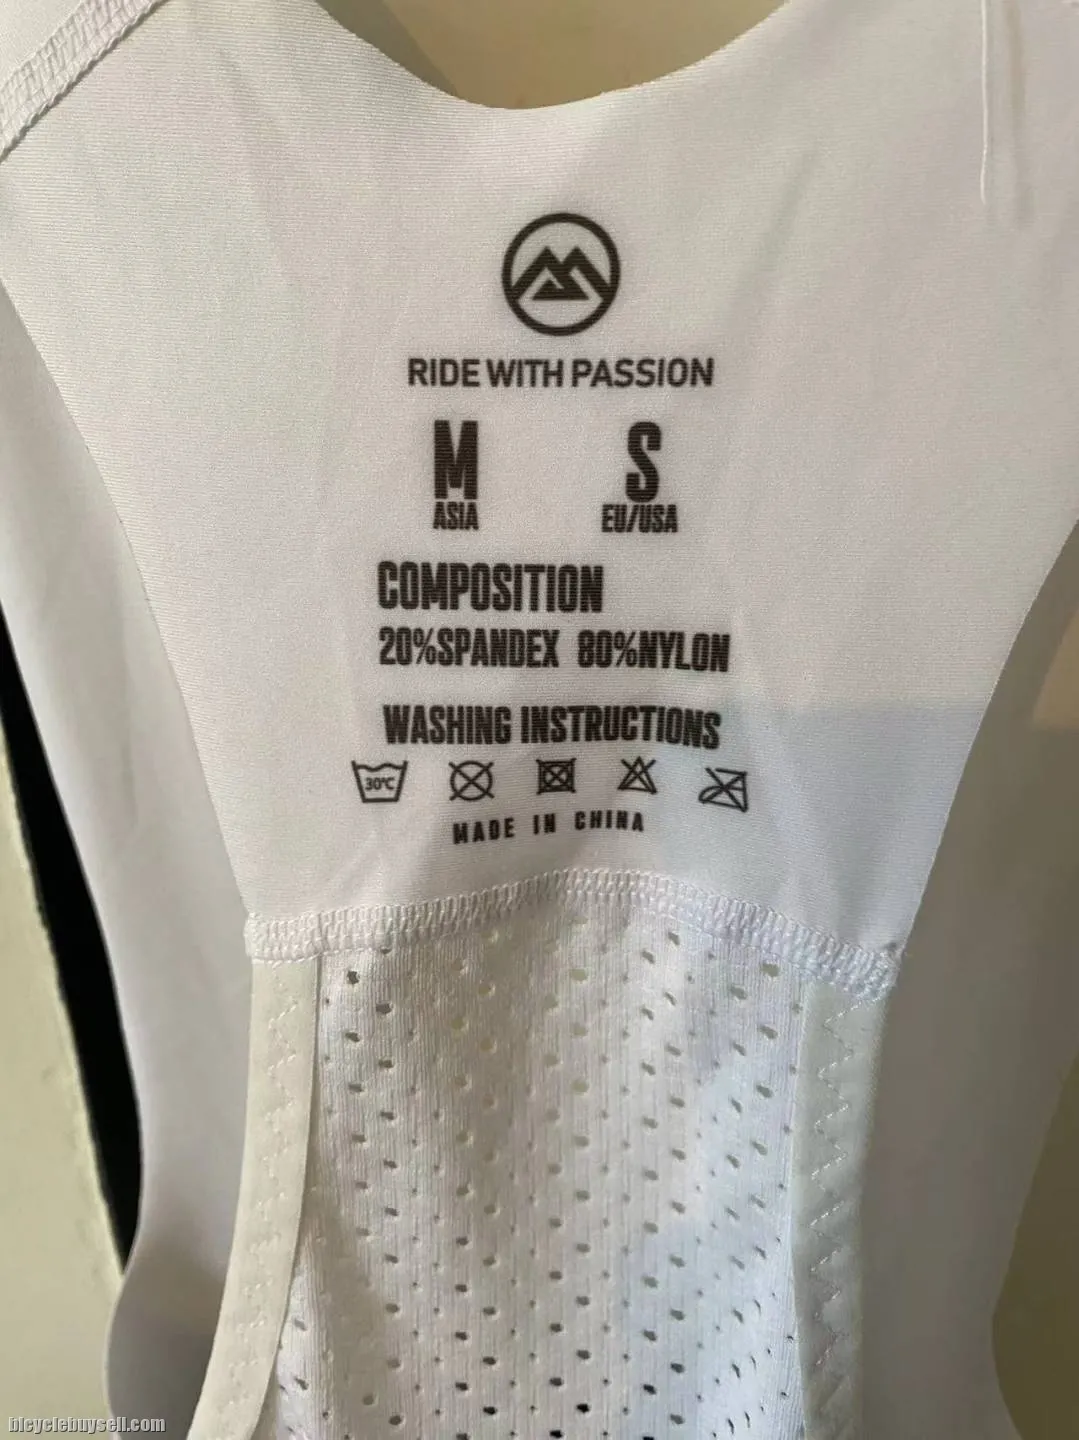 RIDE WITH PASSION
M S
ASIA EU/USA
COMPOSITION
20%SPANDEX 80%NYLON
WASHING INSTRUCTIONS
30°C
MADE IN CHINA
bicyclebuysell.com